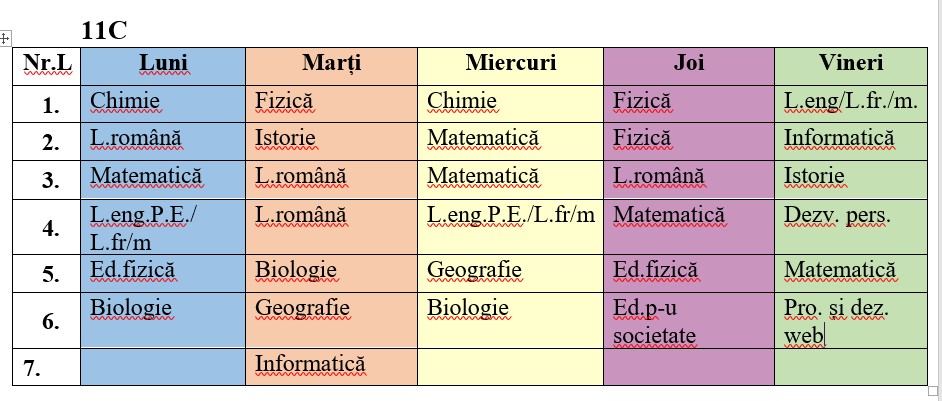 11C
Nr.L Luni Marți Miercuri Joi Vineri
1. Chimie Fizică Chimie Fizică L.eng/L.fr./m.
2. L.română Istorie Matematică Fizică Informatică
3. Matematică L.română Matematică L.română Istorie
4. L.eng.P.E./ L.română L.eng.P.E./L.fr/m Matematică Dezv. pers.
L.fr/m
5. Ed.fizică Biologie Geografie Ed.fizică Matematică
6. Biologie Geografie Biologie Ed.p-u Pro. și dez.
societate web
7. Informatică